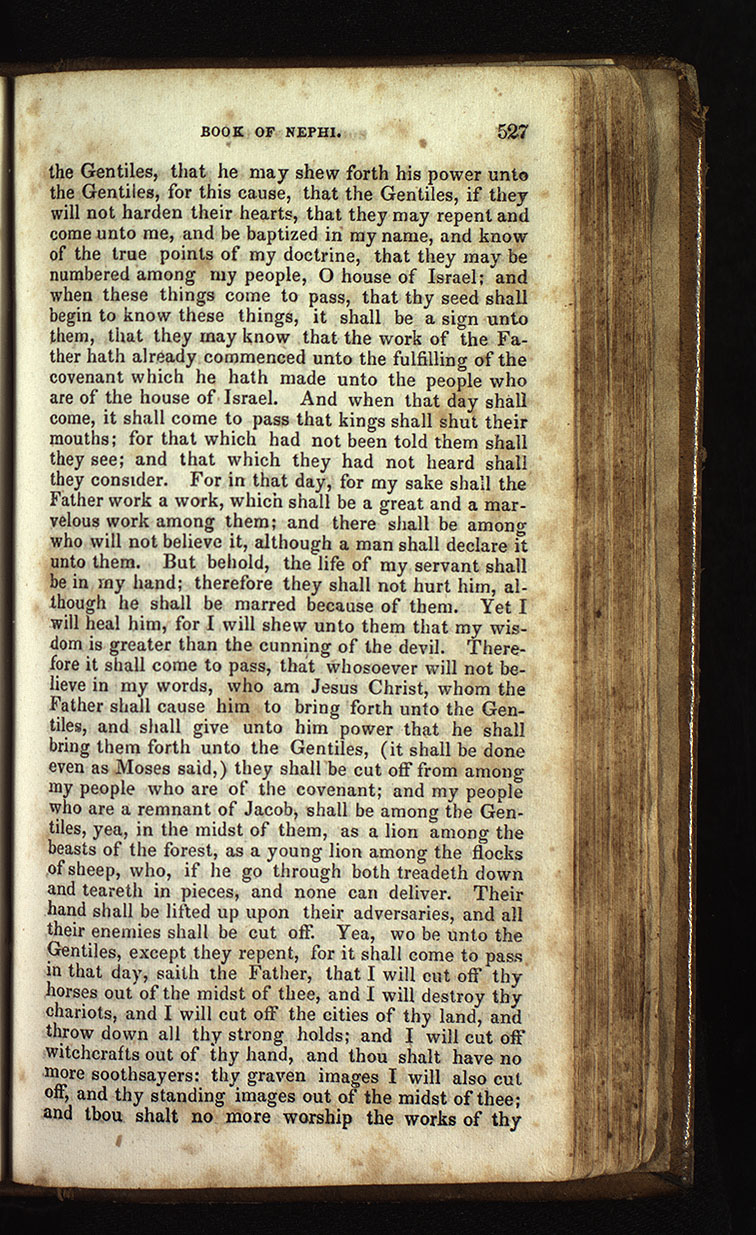 BOOK OF NEPHI. 527
the Gentiles, that he may shew forth his power unto
the Gentiles, for this cause, that the Gentiles, if they
will not harden their hearts, that they may repent and
come unto me, and be baptized in my name, and know
of the true points of my doctrine, that they may be
numbered among my people, O house of Israel; and
when these things come to pass, that thy seed shall
begin to know these things, it shall be a sign unto
them, that they may know that the work of the Fa-
ther hath already commenced unto the fulfilling of the
covenant which he hath made unto the people who
are of the house of Israel. And when that day shall
come, it shall come to pass that kings shall shut their
mouths; for that which had not been told them shall
they see; and that which they had not heard shall
they consider. For in that day, for my sake shall the
Father work a work, which shall be a great and a mar-
velous work among them; and there shall be among
who will not believe it, although a man shall declare it
unto them. But behold, the life of my servant shall
be in my hand; therefore they shall not hurt him, al-
though he shall be marred because of them. Yet I
will heal him, for I will shew unto them that my wis-
dom is greater than the cunning of the devil. There-
fore it shall come to pass, that whosoever will not be-
lieve in my words, who am Jesus Christ, whom the
Father shall cause him to bring forth unto the Gen-
tiles, and shall give unto him power that he shall
bring them forth unto the Gentiles, (it shall be done
even as Moses said,) they shall be cut off from among
my people who are of the covenant; and my people
who are a remnant of Jacob, shall be among the Gen-
tiles, yea, in the midst of them, as a lion among the
beasts of the forest, as a young lion among the flocks
of sheep, who, if he go through both treadeth down
and teareth in pieces, and none can deliver. Their
hand shall be lifted up upon their adversaries, and all
their enemies shall be cut off. Yea, wo be unto the
Gentiles, except they repent, for it shall come to pass
in that day, saith the Father, that I will cut off thy
horses out of the midst of thee, and I will destroy thy
chariots, and I will cut off the cities of thy land, and
throw down all thy strong holds; and I will cut off
witchcrafts out of thy hand, and thou shalt have no
more soothsayers: thy graven images I will also cut
off, and thy standing images out of the midst of thee;
and thou shalt no more worship the works of thy